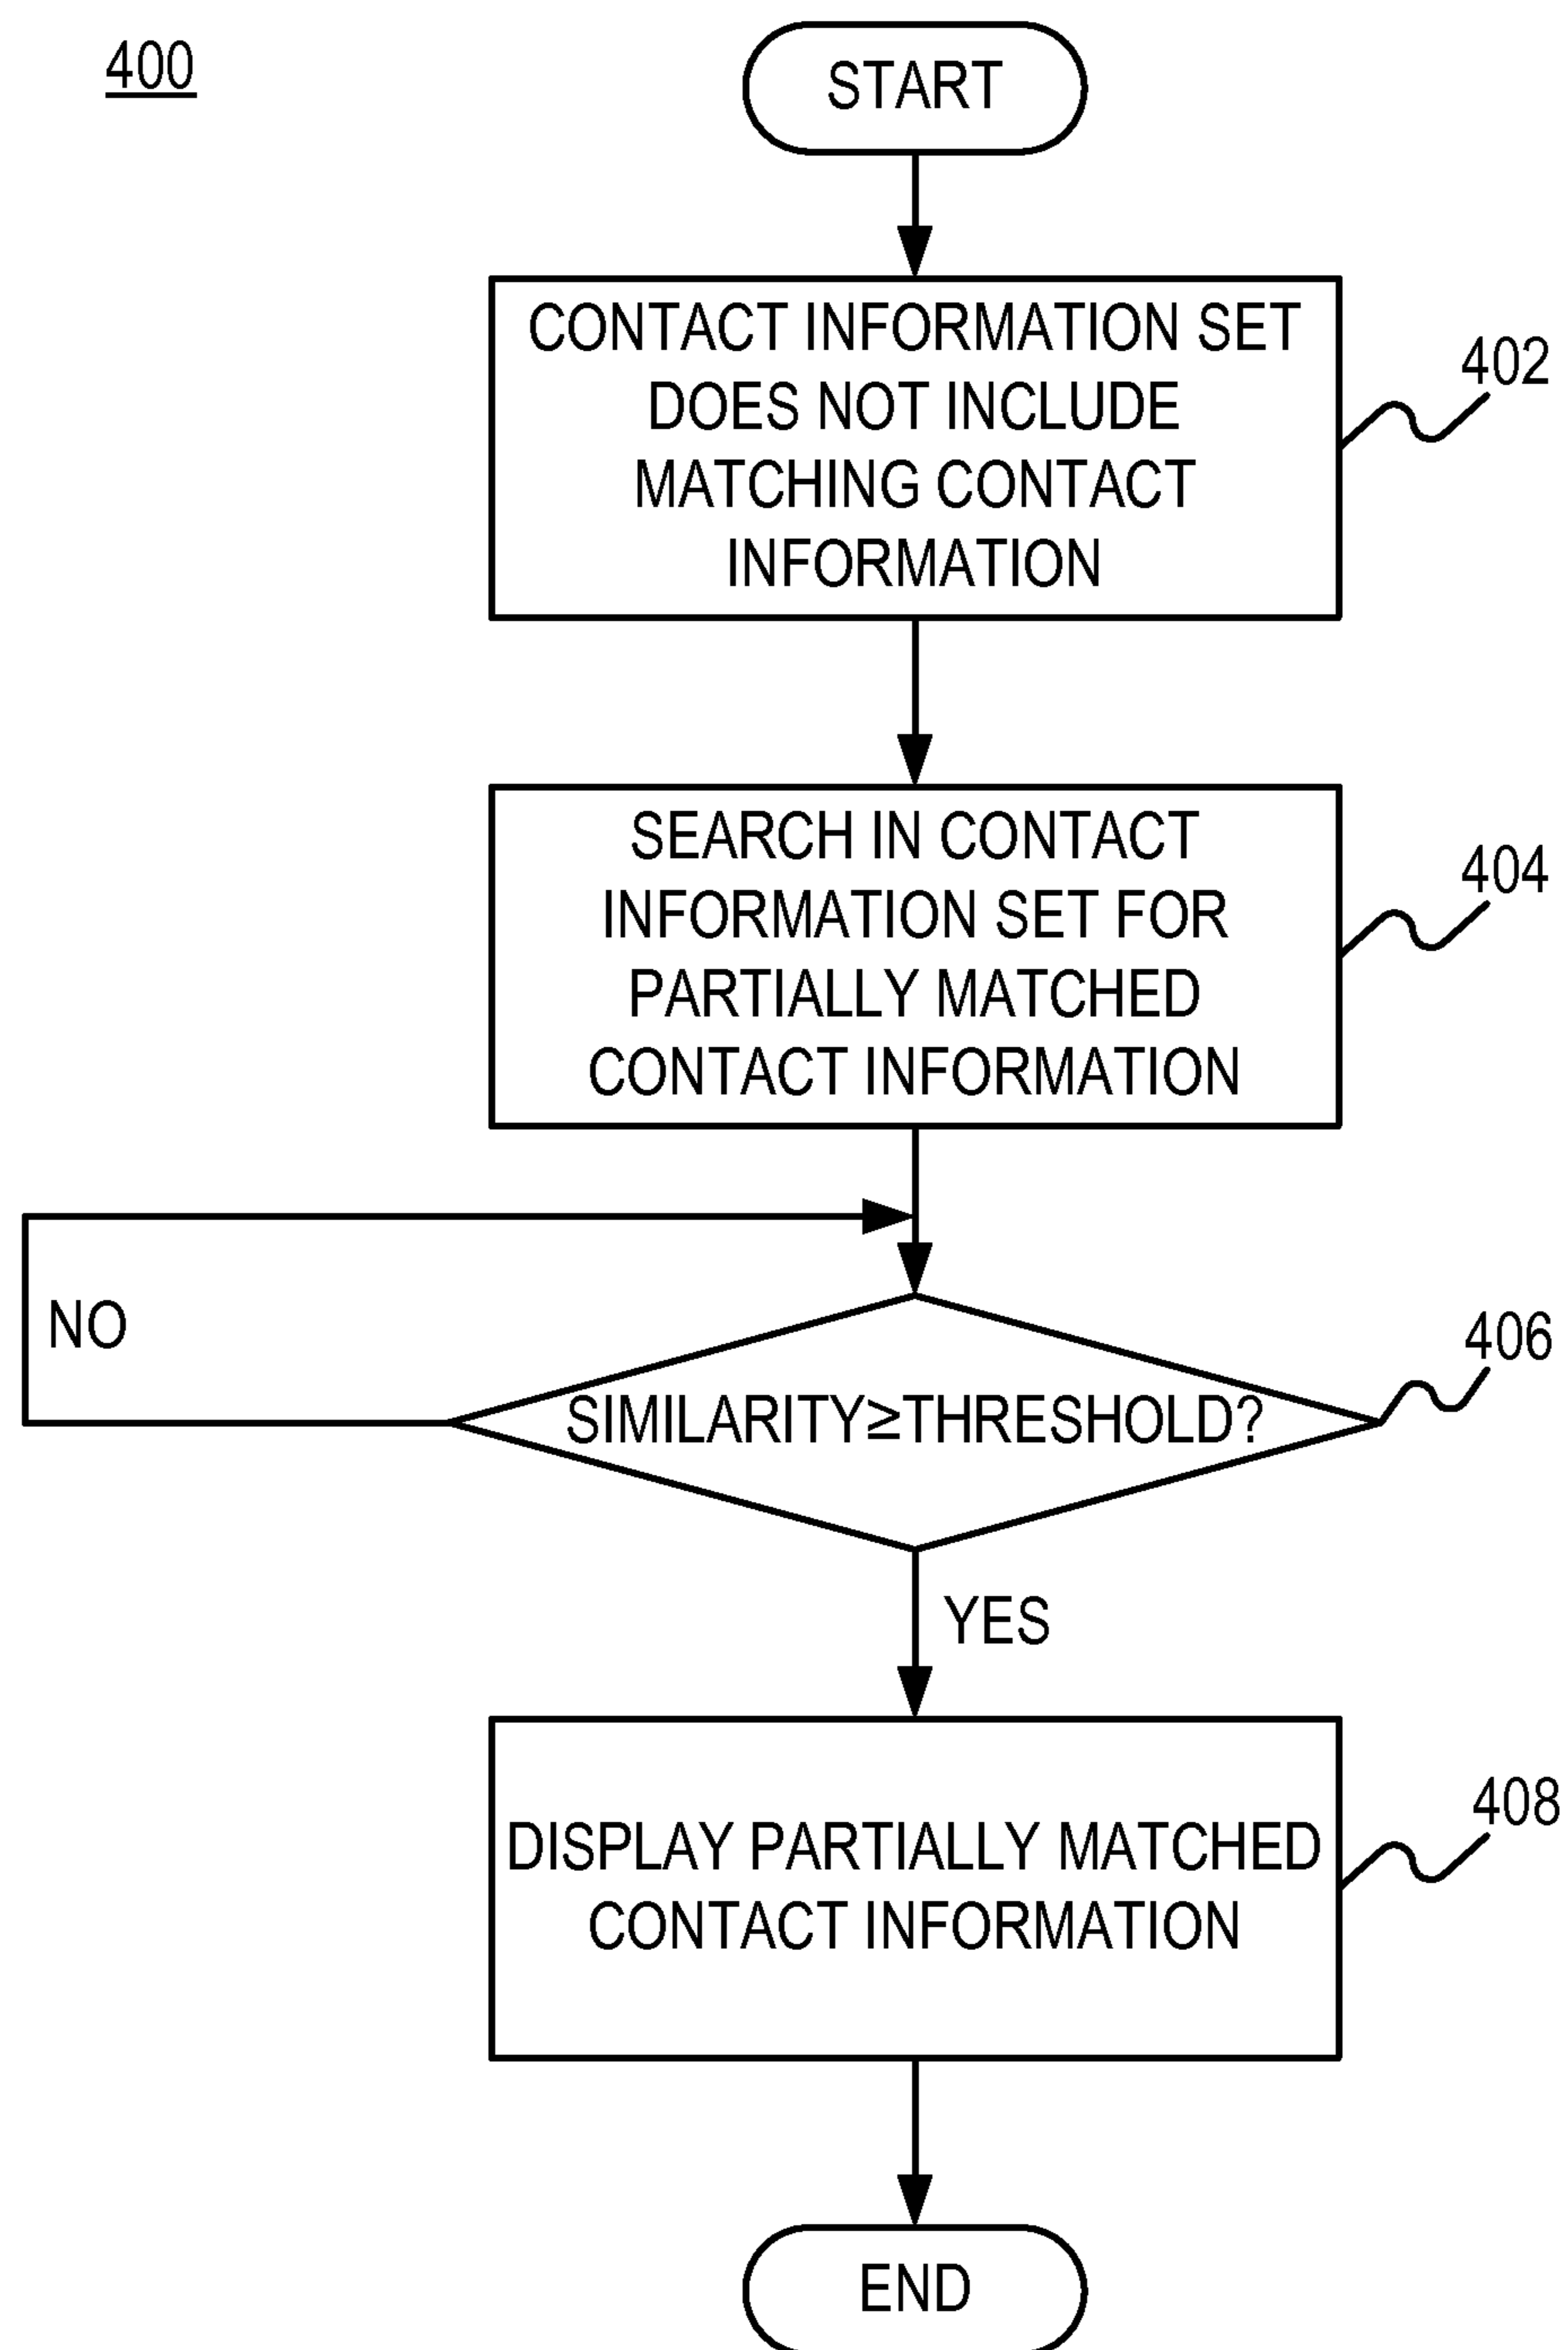 400
START
CONTACT INFORMATION SET
DOES NOT INCLUDE
MATCHING CONTACT
INFORMATION
402
SEARCH IN CONTACT
INFORMATION SET FOR
PARTIALLY MATCHED
CONTACT INFORMATION
404
NO
SIMILARITY≥THRESHOLD?
406
YES
DISPLAY PARTIALLY MATCHED
CONTACT INFORMATION
408
END